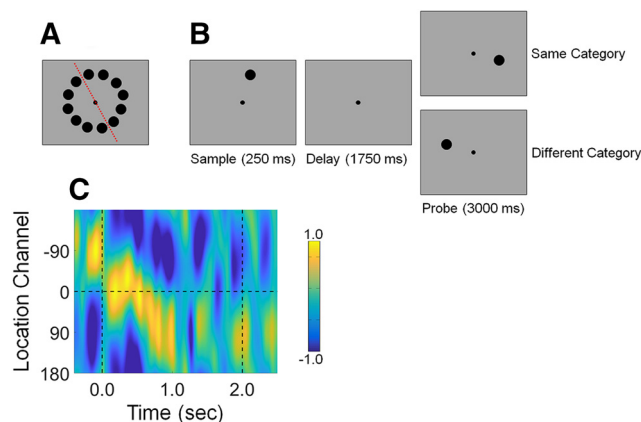 A
B
Same Category
Sample (250 ms)
Delay (1750 ms)
Different Category
Probe (3000 ms)
C
Location Channel
-90
0
90
180
0.0
1.0
2.0
Time (sec)
1.0
-1.0